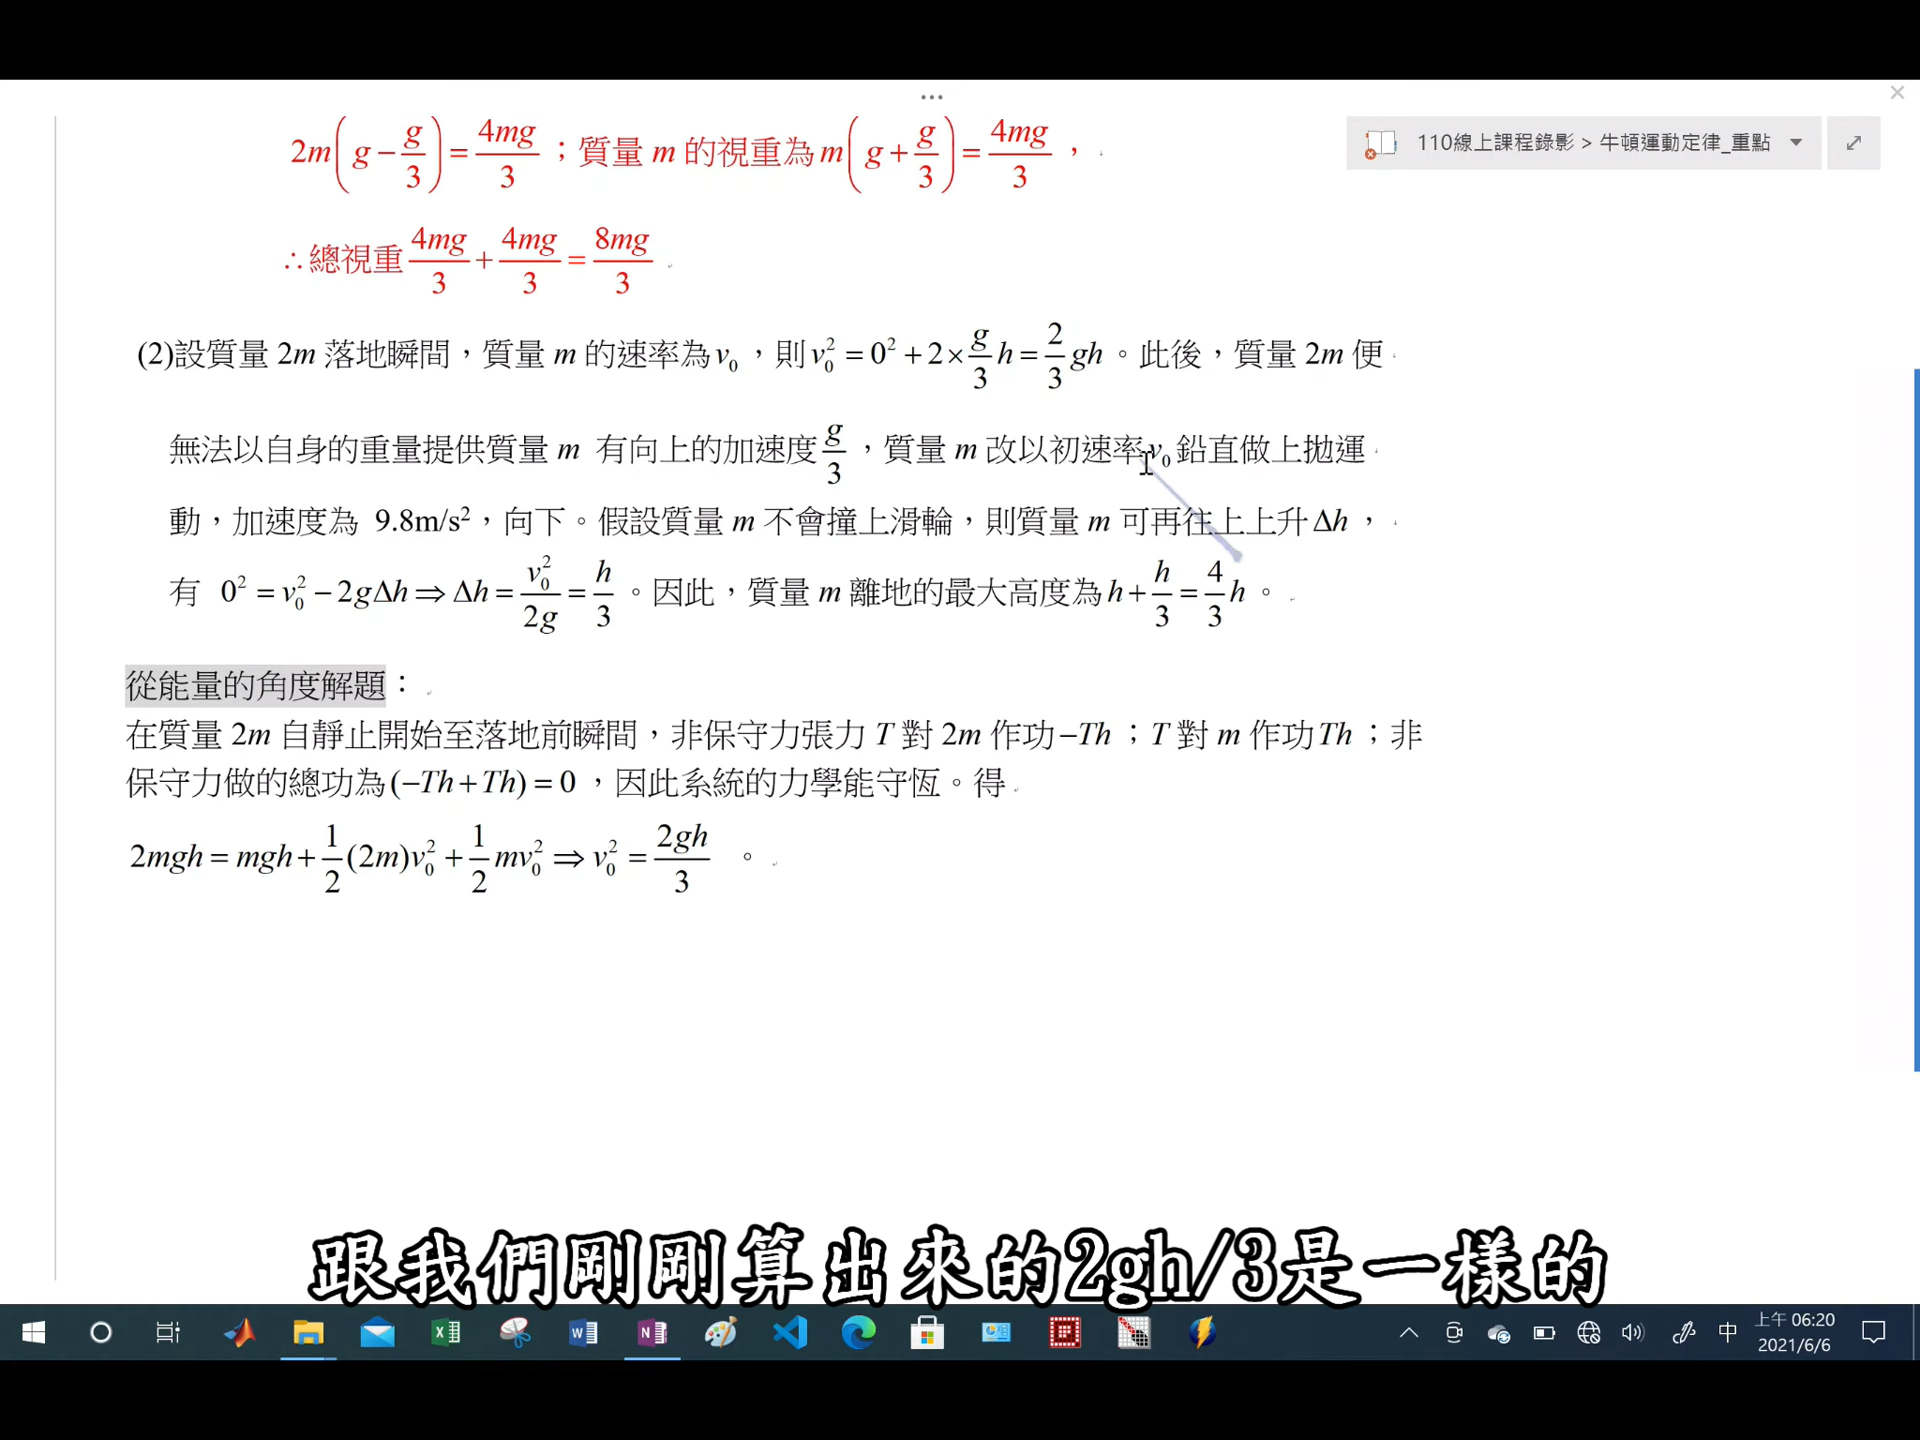 110線上課程錄影 > 牛頓運動定律_重點
2m(g−g/3)=4mg/3；質量 m 的視重為 m(g+g/3)=4mg/3，
∴總視重 4mg/3+4mg/3=8mg/3
(2)設質量 2m 落地瞬間，質量 m 的速率為 v₀，則 v₀²=0²+2×(g/3)h=(2/3)gh。此後，質量 2m 便
無法以自身的重量提供質量 m 有向上的加速度 g/3，質量 m 改以初速率 v₀ 鉛直做上拋運
動，加速度為 9.8m/s²，向下。假設質量 m 不會撞上滑輪，則質量 m 可再往上上升 Δh，
有 0²=v₀²−2gΔh⇒Δh=v₀²/2g=h/3。因此，質量 m 離地的最大高度為 h+h/3=(4/3)h。
從能量的角度解題：
在質量 2m 自靜止開始至落地前瞬間，非保守力張力 T 對 2m 作功−Th；T 對 m 作功 Th；非
保守力做的總功為(−Th+Th)=0，因此系統的力學能守恆。得
2mgh=mgh+(1/2)(2m)v₀²+(1/2)mv₀²⇒v₀²=2gh/3。
跟我們剛剛算出來的2gh/3是一樣的
中
上午 06:20
2021/6/6